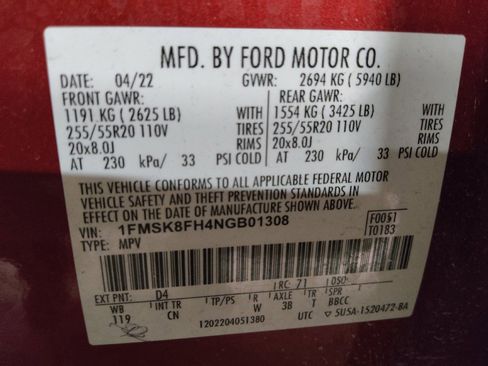 MFD. BY FORD MOTOR CO.
DATE: 04/22 GVWR: 2694 KG ( 5940 LB)
FRONT GAWR: REAR GAWR:
1191 KG ( 2625 LB) WITH 1554 KG ( 3425 LB) WITH
255/55R20 110V TIRES 255/55R20 110V TIRES
20x8.0J RIMS 20x8.0J RIMS
AT 230 kPa/ 33 PSI COLD AT 230 kPa/ 33 PSI COLD
THIS VEHICLE CONFORMS TO ALL APPLICABLE FEDERAL MOTOR
VEHICLE SAFETY AND THEFT PREVENTION STANDARDS IN
EFFECT ON THE DATE OF MANUFACTURE SHOWN ABOVE.
VIN: 1FMSK8FH4NGB01308 F0051
TYPE: MPV T0183
EXT PNT: D4 RC: 71 DSO:
WB INT TR TP/PS R AXLE TR SPR
119 CN W 3B T BBCC
1202204051380 UTC ▽ 5U5A-1520472-BA